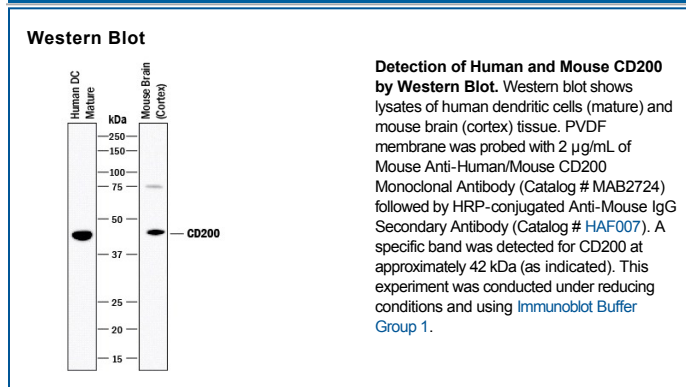 Western Blot
Human DC
Mature
Mouse Brain
(Cortex)
kDa
250
150
100
75
50
37
25
20
15
CD200
Detection of Human and Mouse CD200
by Western Blot. Western blot shows
lysates of human dendritic cells (mature) and
mouse brain (cortex) tissue. PVDF
membrane was probed with 2 µg/mL of
Mouse Anti-Human/Mouse CD200
Monoclonal Antibody (Catalog # MAB2724)
followed by HRP-conjugated Anti-Mouse IgG
Secondary Antibody (Catalog # HAF007). A
specific band was detected for CD200 at
approximately 42 kDa (as indicated). This
experiment was conducted under reducing
conditions and using Immunoblot Buffer
Group 1.